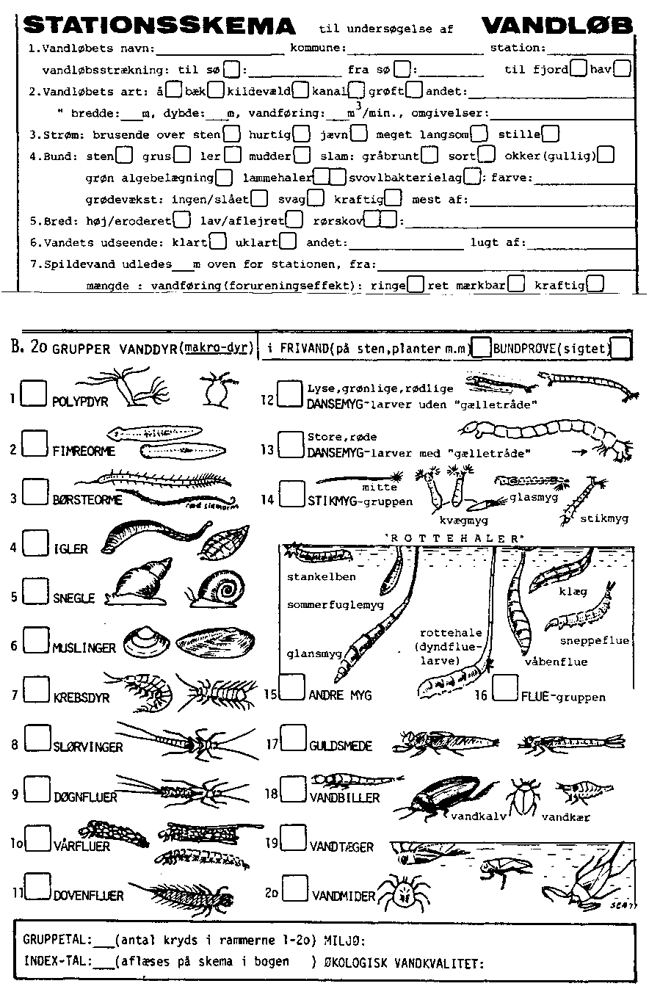 STATIONSSKEMA til undersøgelse af VANDLØB
1.Vandløbets navn: kommune: station:
vandløbsstrækning: til sø : fra sø : til fjord hav
2.Vandløbets art: å bæk kildevæld kanal grøft andet:
" bredde: m, dybde: m, vandføring: m3/min., omgivelser:
3.Strøm: brusende over sten hurtig jævn meget langsom stille
4.Bund: sten grus ler mudder slam: gråbrunt sort okker(gullig)
grøn algebelægning lammehaler svovlbakterielag : farve:
grødevækst: ingen/slået svag kraftig mest af:
5.Bred: høj/eroderet lav/aflejret rørskov :
6.Vandets udseende: klart uklart andet: lugt af:
7.Spildevand udledes m oven for stationen, fra:
mængde : vandføring(forureningseffekt): ringe ret mærkbar kraftig
B. 2o GRUPPER VANDDYR(makro-dyr) i FRIVAND(på sten,planter m.m) BUNDPRØVE(sigtet)
1 POLYPDYR
2 FIMREORME
3 BØRSTEORME
rød slamorm
4 IGLER
5 SNEGLE
6 MUSLINGER
7 KREBSDYR
8 SLØRVINGER
9 DØGNFLUER
1o VÅRFLUER
11 DOVENFLUER
12 Lyse,grønlige,rødlige
DANSEMYG-larver uden "gælletråde"
13 Store,røde
DANSEMYG-larver med "gælletråde"
14 STIKMYG-gruppen
mitte
kvægmyg
glasmyg
stikmyg
'ROTTEHALER'
stankelben
sommerfuglemyg
glansmyg
rottehale
(dyndflue-
larve)
klæg
sneppeflue
våbenflue
15 ANDRE MYG
16 FLUE-gruppen
17 GULDSMEDE
18 VANDBILLER
vandkalv vandkær
19 VANDTÆGER
2o VANDMIDER
GRUPPETAL: (antal kryds i rammerne 1-2o) MILJØ:
INDEX-TAL: (aflæses på skema i bogen ) ØKOLOGISK VANDKVALITET: